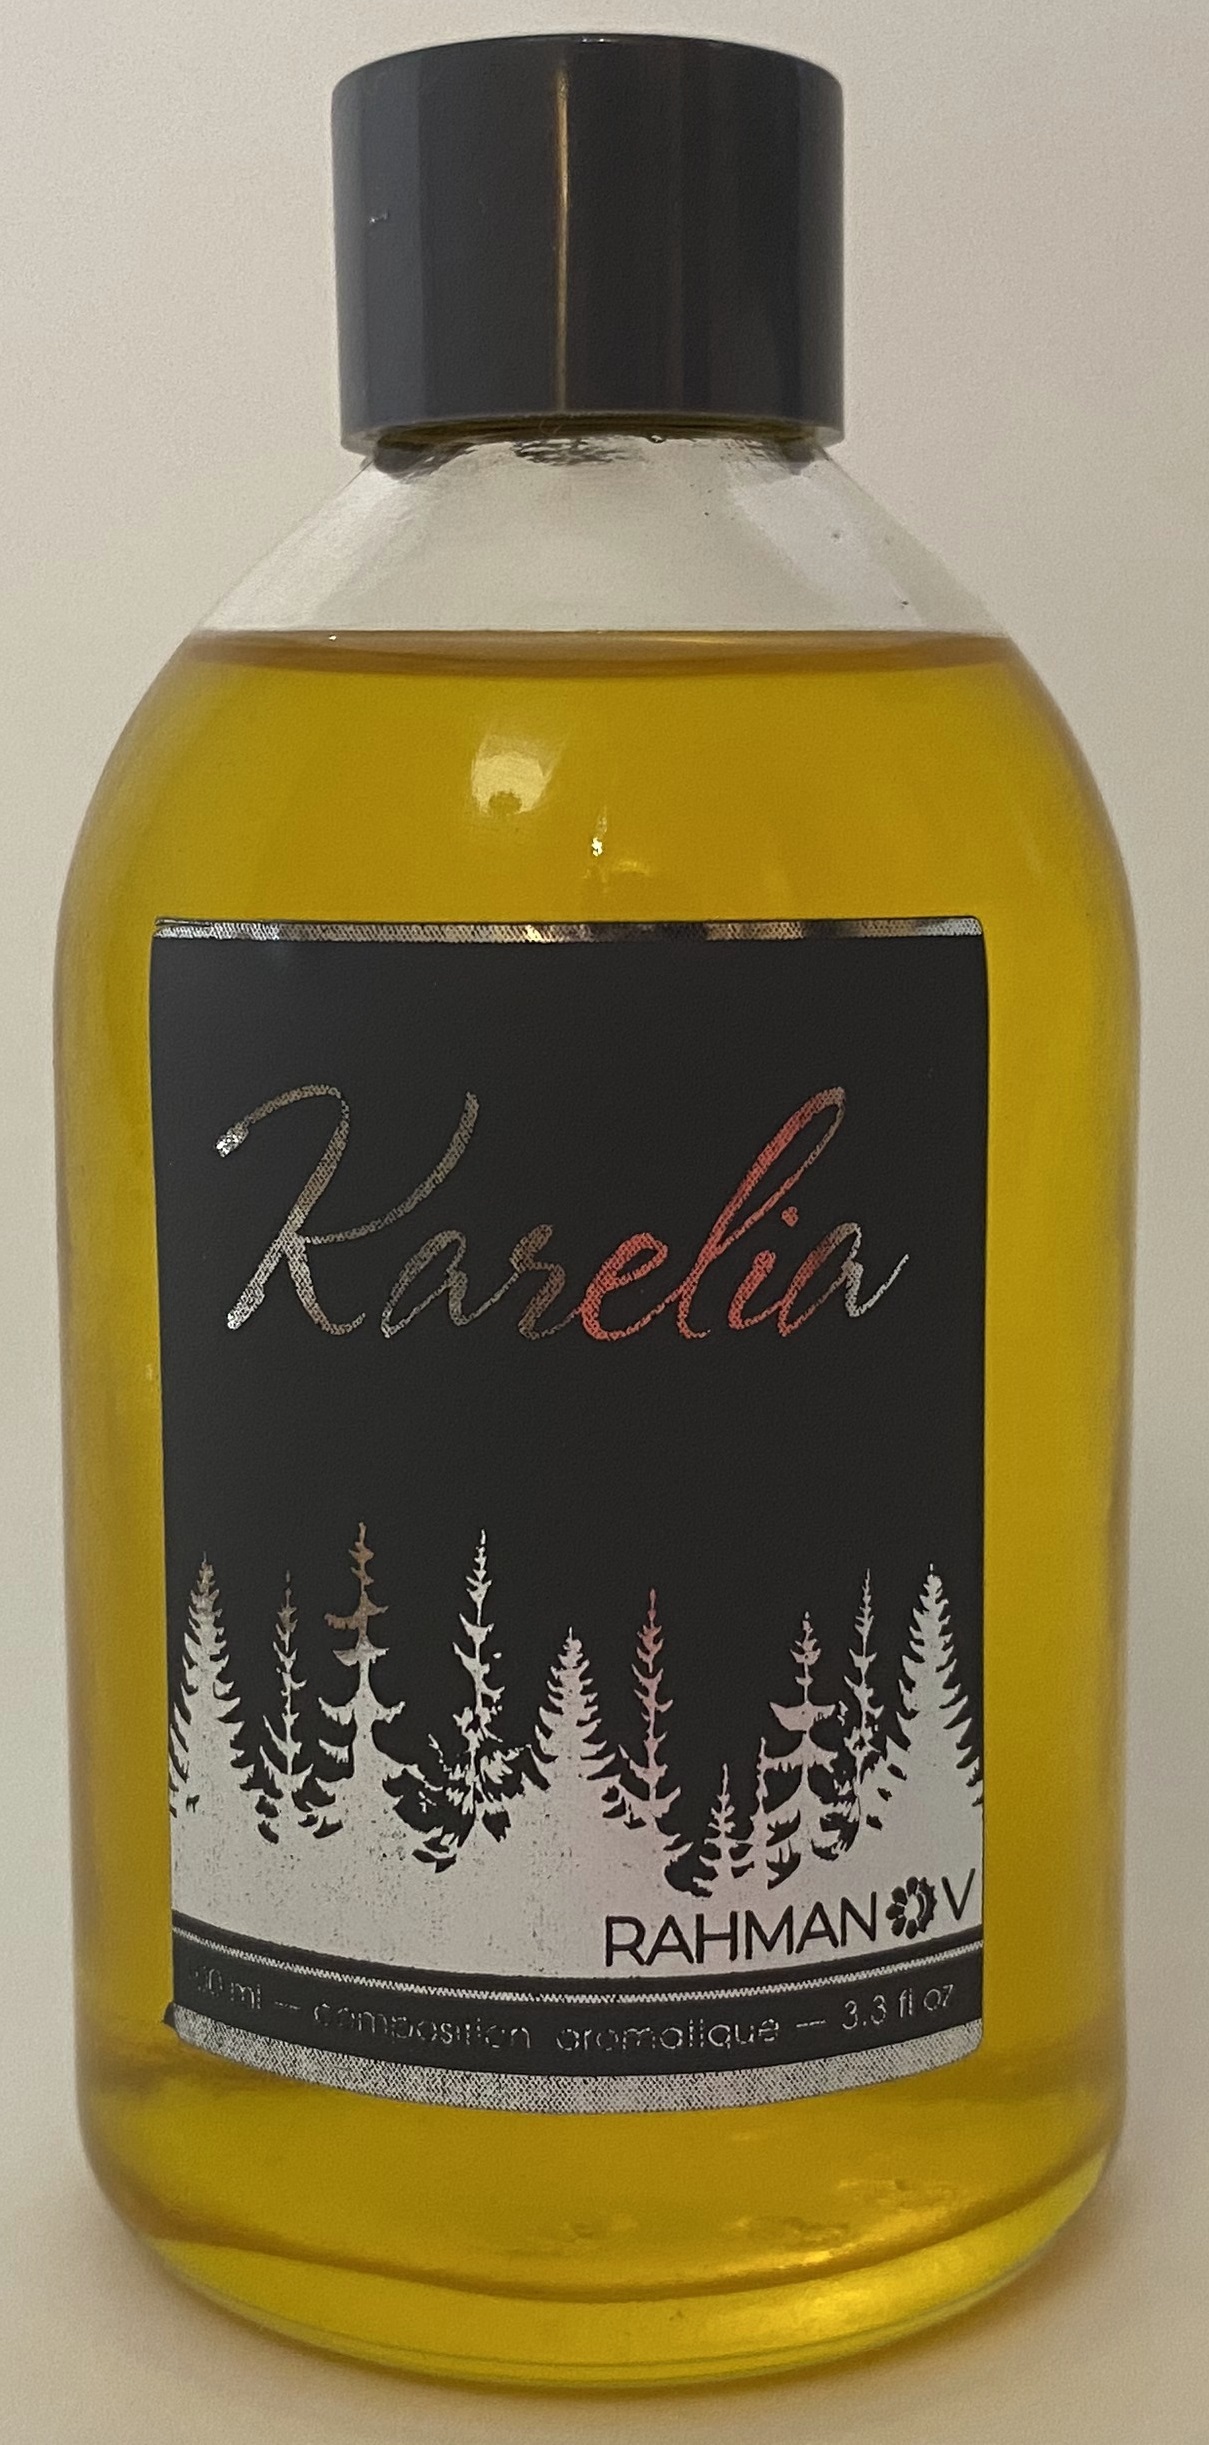 Karelia
RAHMANOV
ml — composition aromatique — 3.3 fl oz